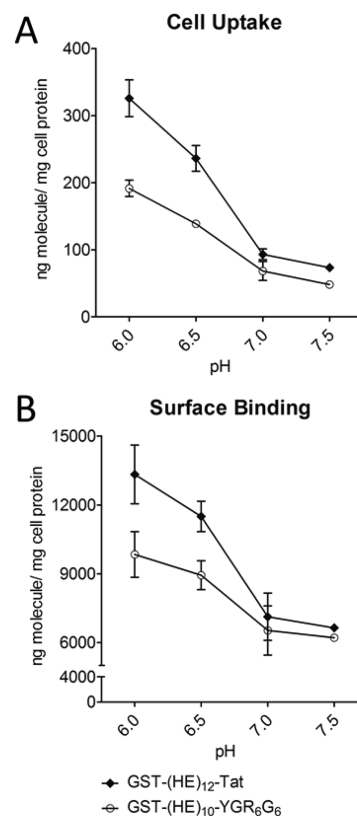 A
Cell Uptake
ng molecule/ mg cell protein
400
300
200
100
0
6.0
6.5
7.0
7.5
pH
B
Surface Binding
ng molecule/ mg cell protein
15000
12000
9000
6000
4000
0
6.0
6.5
7.0
7.5
pH
GST-(HE)₁₂-Tat
GST-(HE)₁₀-YGR₆G₆